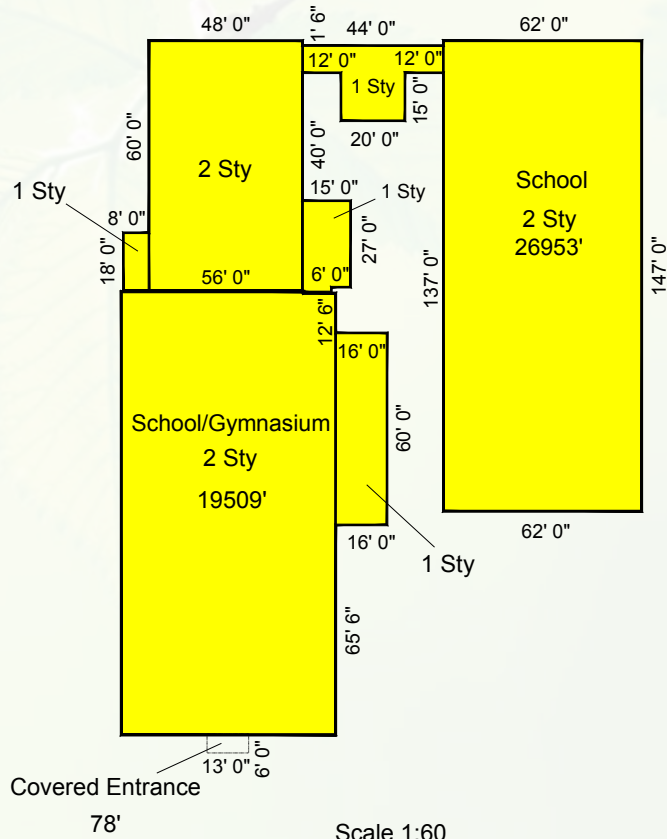 48' 0"
1' 6"
44' 0"
62' 0"
12' 0"
12' 0"
1 Sty
15' 0"
20' 0"
60' 0"
2 Sty
40' 0"
1 Sty
15' 0"
1 Sty
8' 0"
18' 0"
27' 0"
56' 0"
6' 0"
School
2 Sty
26953'
137' 0"
147' 0"
12' 6"
16' 0"
School/Gymnasium
2 Sty
19509'
60' 0"
16' 0"
62' 0"
1 Sty
65' 6"
13' 0"
6' 0"
Covered Entrance
78'
Scale 1:60